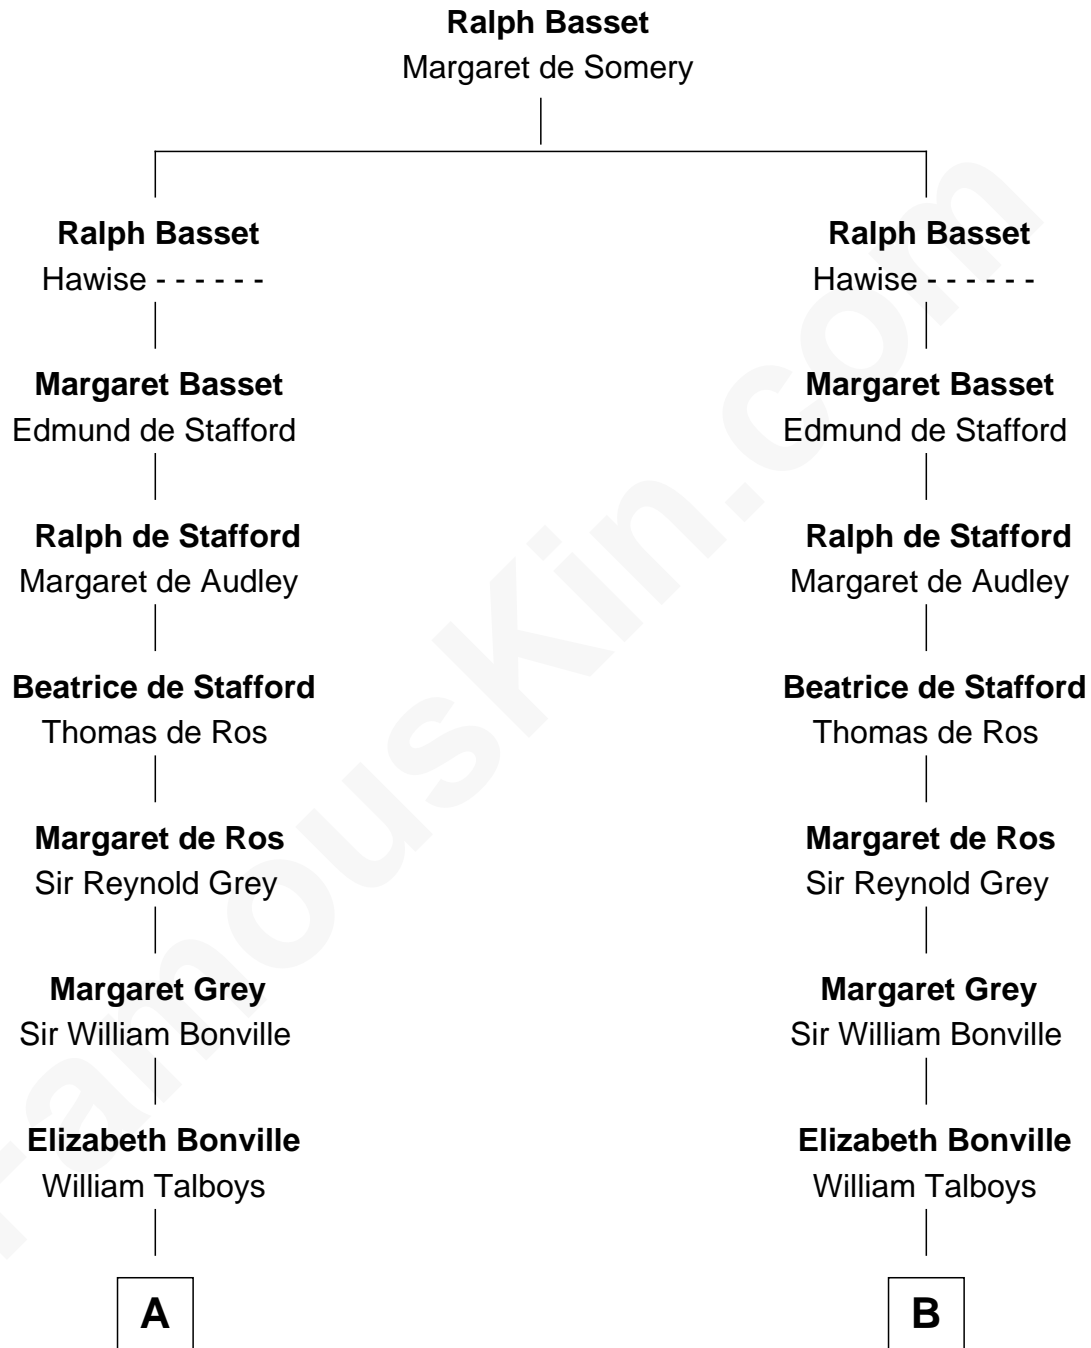 Ralph Basset
Margaret de Somery
Ralph Basset
Hawise - - - - - -
Margaret Basset
Edmund de Stafford
Ralph de Stafford
Margaret de Audley
Beatrice de Stafford
Thomas de Ros
Margaret de Ros
Sir Reynold Grey
Margaret Grey
Sir William Bonville
Elizabeth Bonville
William Talboys
A
Ralph Basset
Hawise - - - - - -
Margaret Basset
Edmund de Stafford
Ralph de Stafford
Margaret de Audley
Beatrice de Stafford
Thomas de Ros
Margaret de Ros
Sir Reynold Grey
Margaret Grey
Sir William Bonville
Elizabeth Bonville
William Talboys
B
FamousKin.com